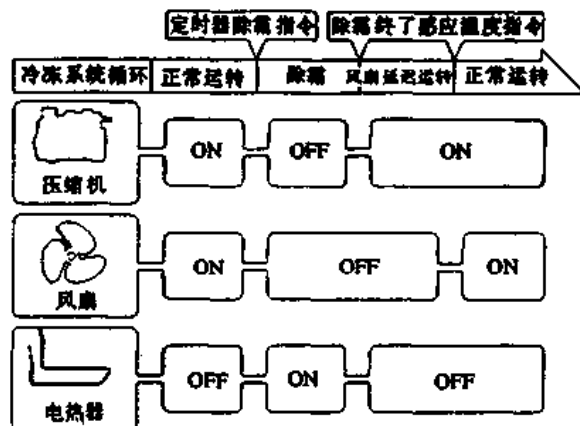 定时器除霜指令 除霜终了感应温度指令
冷冻系统循环 正常运转 除霜 风扇延迟运转 正常运转
ON OFF ON
压缩机
ON OFF ON
风扇
OFF ON OFF
电热器